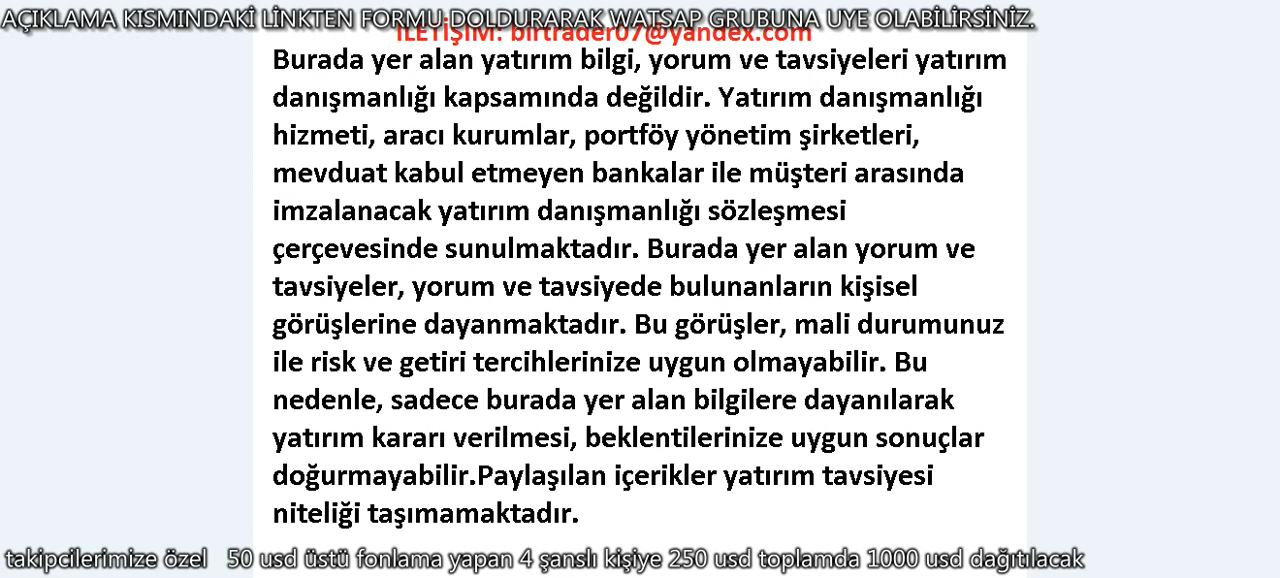 AÇIKLAMA KISMINDAKİ LİNKTEN FORMU DOLDURARAK WATSAP GRUBUNA UYE OLABİLİRSİNİZ.
İLETİŞİM: birtrader07@yandex.com
Burada yer alan yatırım bilgi, yorum ve tavsiyeleri yatırım
danışmanlığı kapsamında değildir. Yatırım danışmanlığı
hizmeti, aracı kurumlar, portföy yönetim şirketleri,
mevduat kabul etmeyen bankalar ile müşteri arasında
imzalanacak yatırım danışmanlığı sözleşmesi
çerçevesinde sunulmaktadır. Burada yer alan yorum ve
tavsiyeler, yorum ve tavsiyede bulunanların kişisel
görüşlerine dayanmaktadır. Bu görüşler, mali durumunuz
ile risk ve getiri tercihlerinize uygun olmayabilir. Bu
nedenle, sadece burada yer alan bilgilere dayanılarak
yatırım kararı verilmesi, beklentilerinize uygun sonuçlar
doğurmayabilir.Paylaşılan içerikler yatırım tavsiyesi
niteliği taşımamaktadır.
takipcilerimize özel 50 usd üstü fonlama yapan 4 şanslı kişiye 250 usd toplamda 1000 usd dağıtılacak